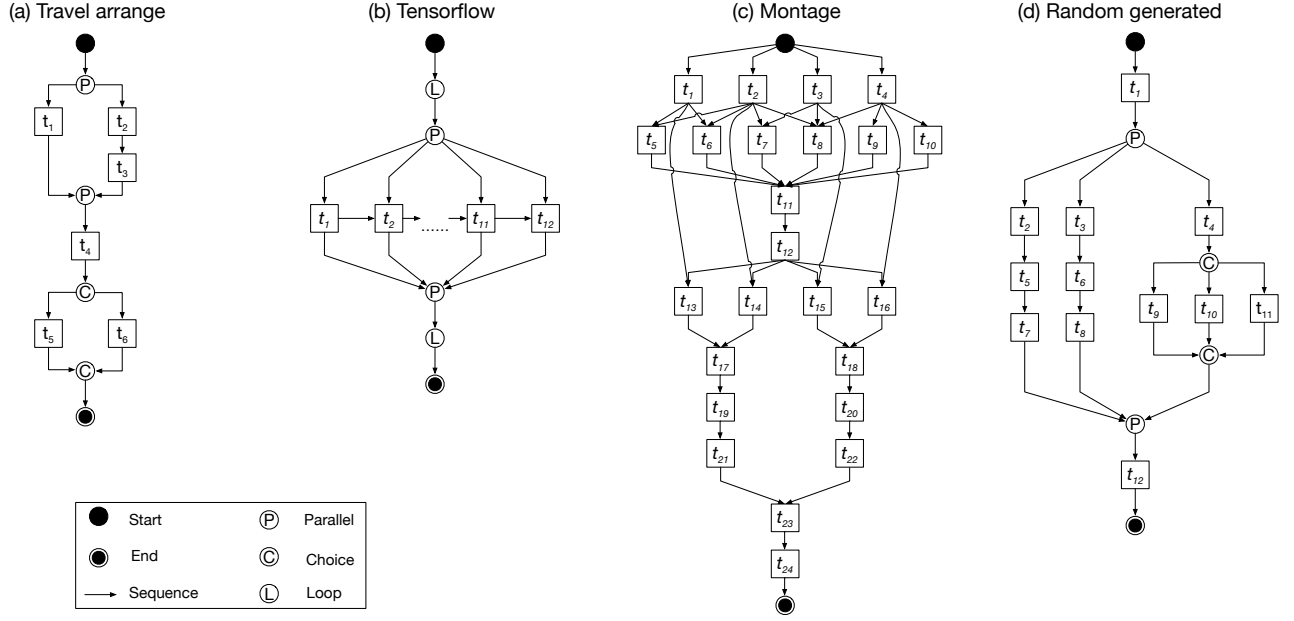 (a) Travel arrange
P
t1
t2
t3
P
t4
C
t5
t6
C
(b) Tensorflow
L
P
t1
t2
......
t11
t12
P
L
(c) Montage
t1
t2
t3
t4
t5
t6
t7
t8
t9
t10
t11
t12
t13
t14
t15
t16
t17
t18
t19
t20
t21
t22
t23
t24
(d) Random generated
t1
P
t2
t3
t4
C
t5
t6
t9
t10
t11
t7
t8
C
P
t12
Start
P
Parallel
End
C
Choice
Sequence
L
Loop